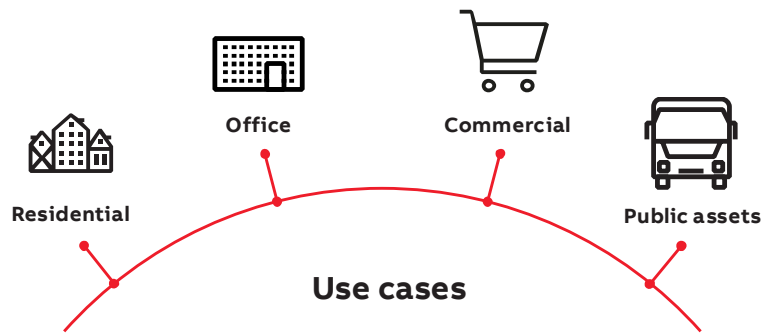 Office
Commercial
Residential
Public assets
Use cases